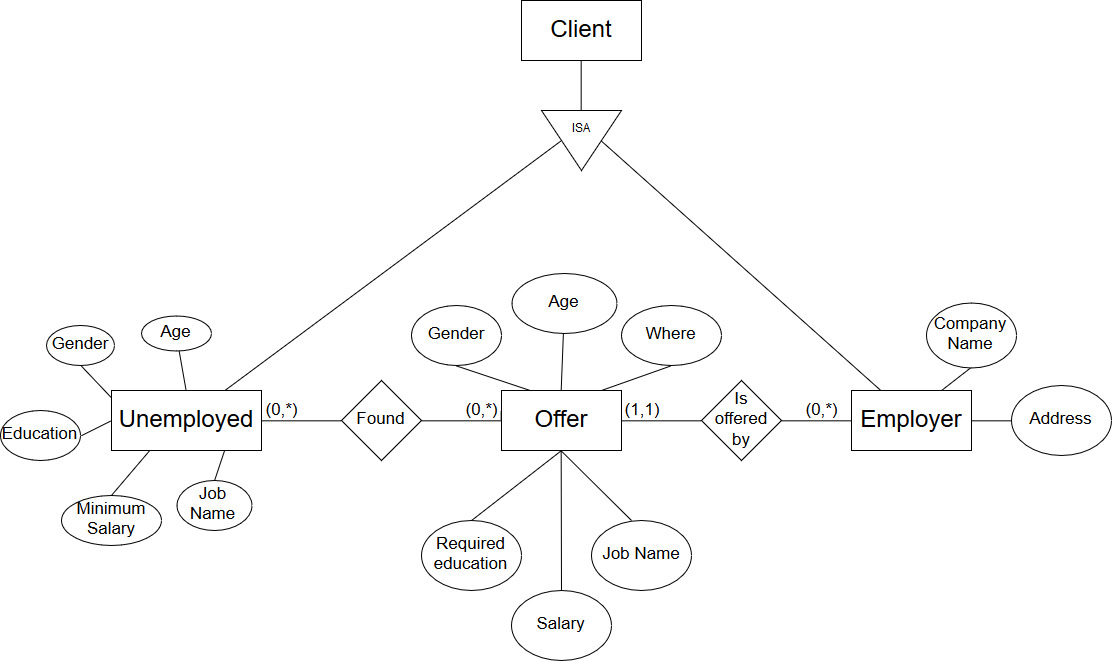 Client
ISA
Age
Gender
Where
Company
Name
Gender
Age
Unemployed
(0,*)
Found
(0,*)
Offer
(1,1)
Is
offered
by
(0,*)
Employer
Address
Education
Minimum
Salary
Job
Name
Required
education
Job Name
Salary